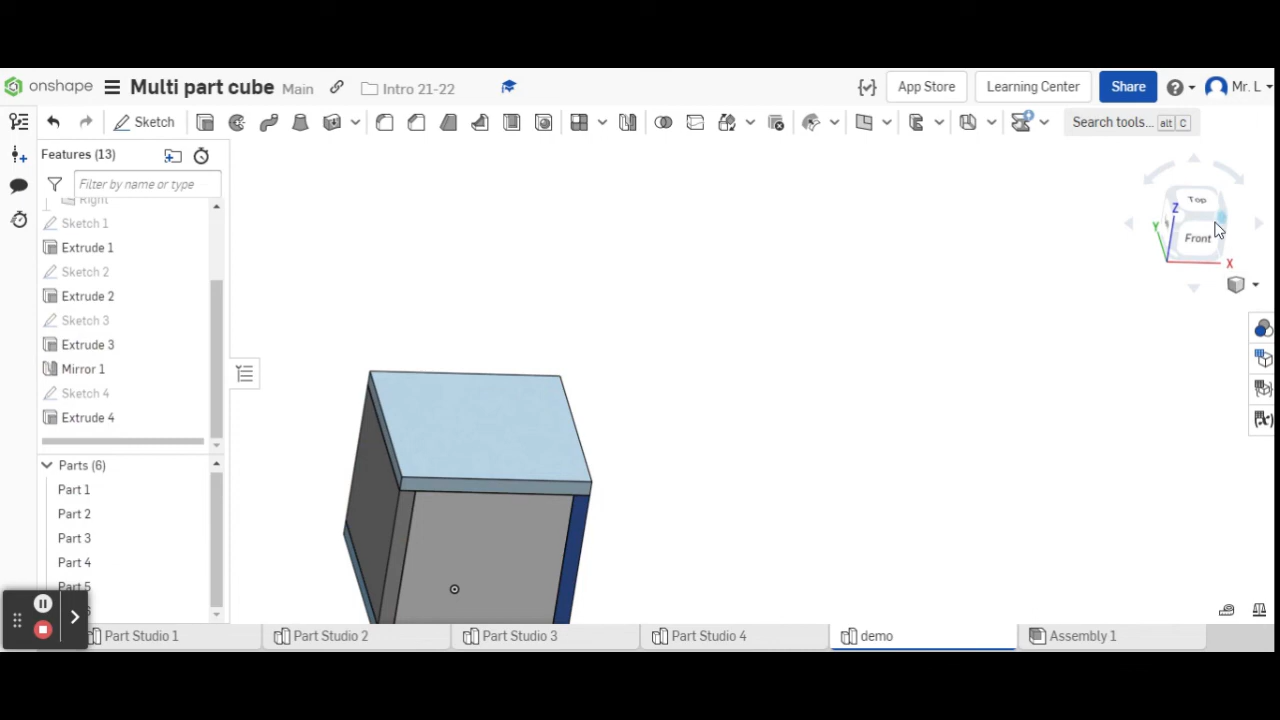 onshape Multi part cube Main Intro 21-22 App Store Learning Center Share Mr. L
Sketch Search tools... alt C
Features (13)
Filter by name or type
Right
Sketch 1
Extrude 1
Sketch 2
Extrude 2
Sketch 3
Extrude 3
Mirror 1
Sketch 4
Extrude 4
Parts (6)
Part 1
Part 2
Part 3
Part 4
Part 5
Top
Z
Y
Front
X
Part Studio 1 Part Studio 2 Part Studio 3 Part Studio 4 demo Assembly 1